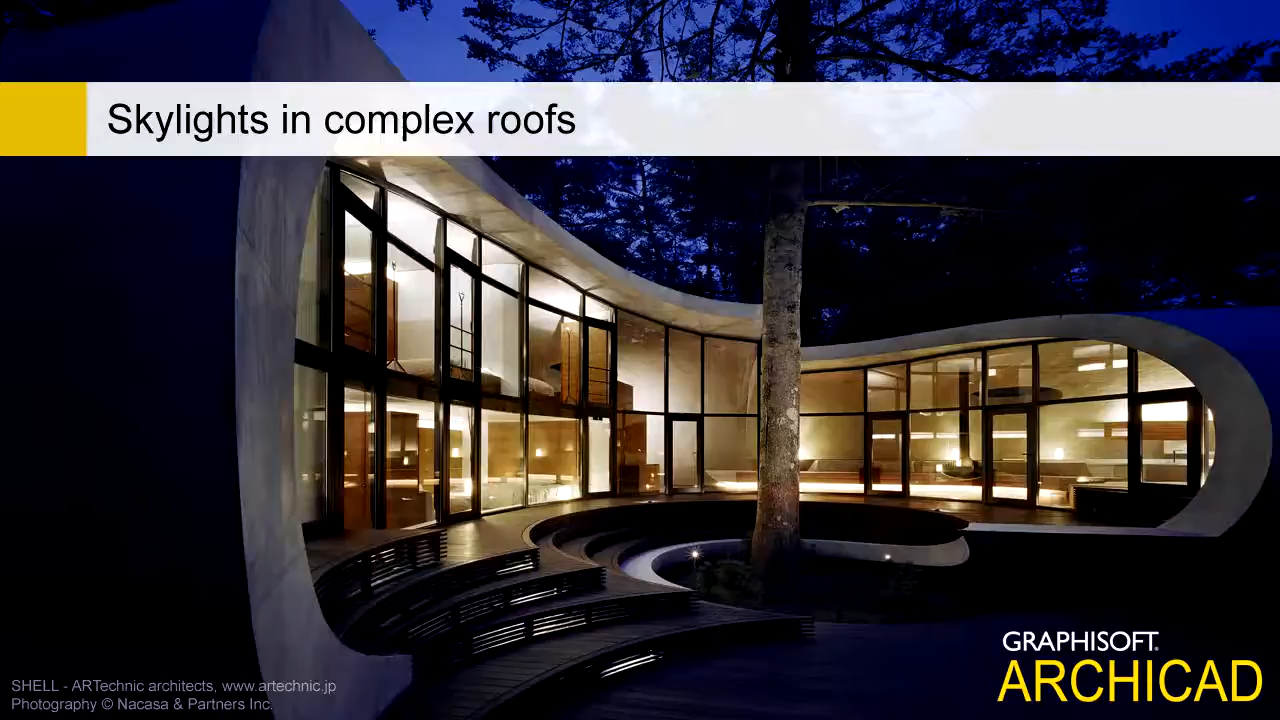 Skylights in complex roofs
GRAPHISOFT®
ARCHICAD
SHELL - ARTechnic architects, www.artechnic.jp
Photography © Nacasa & Partners Inc.